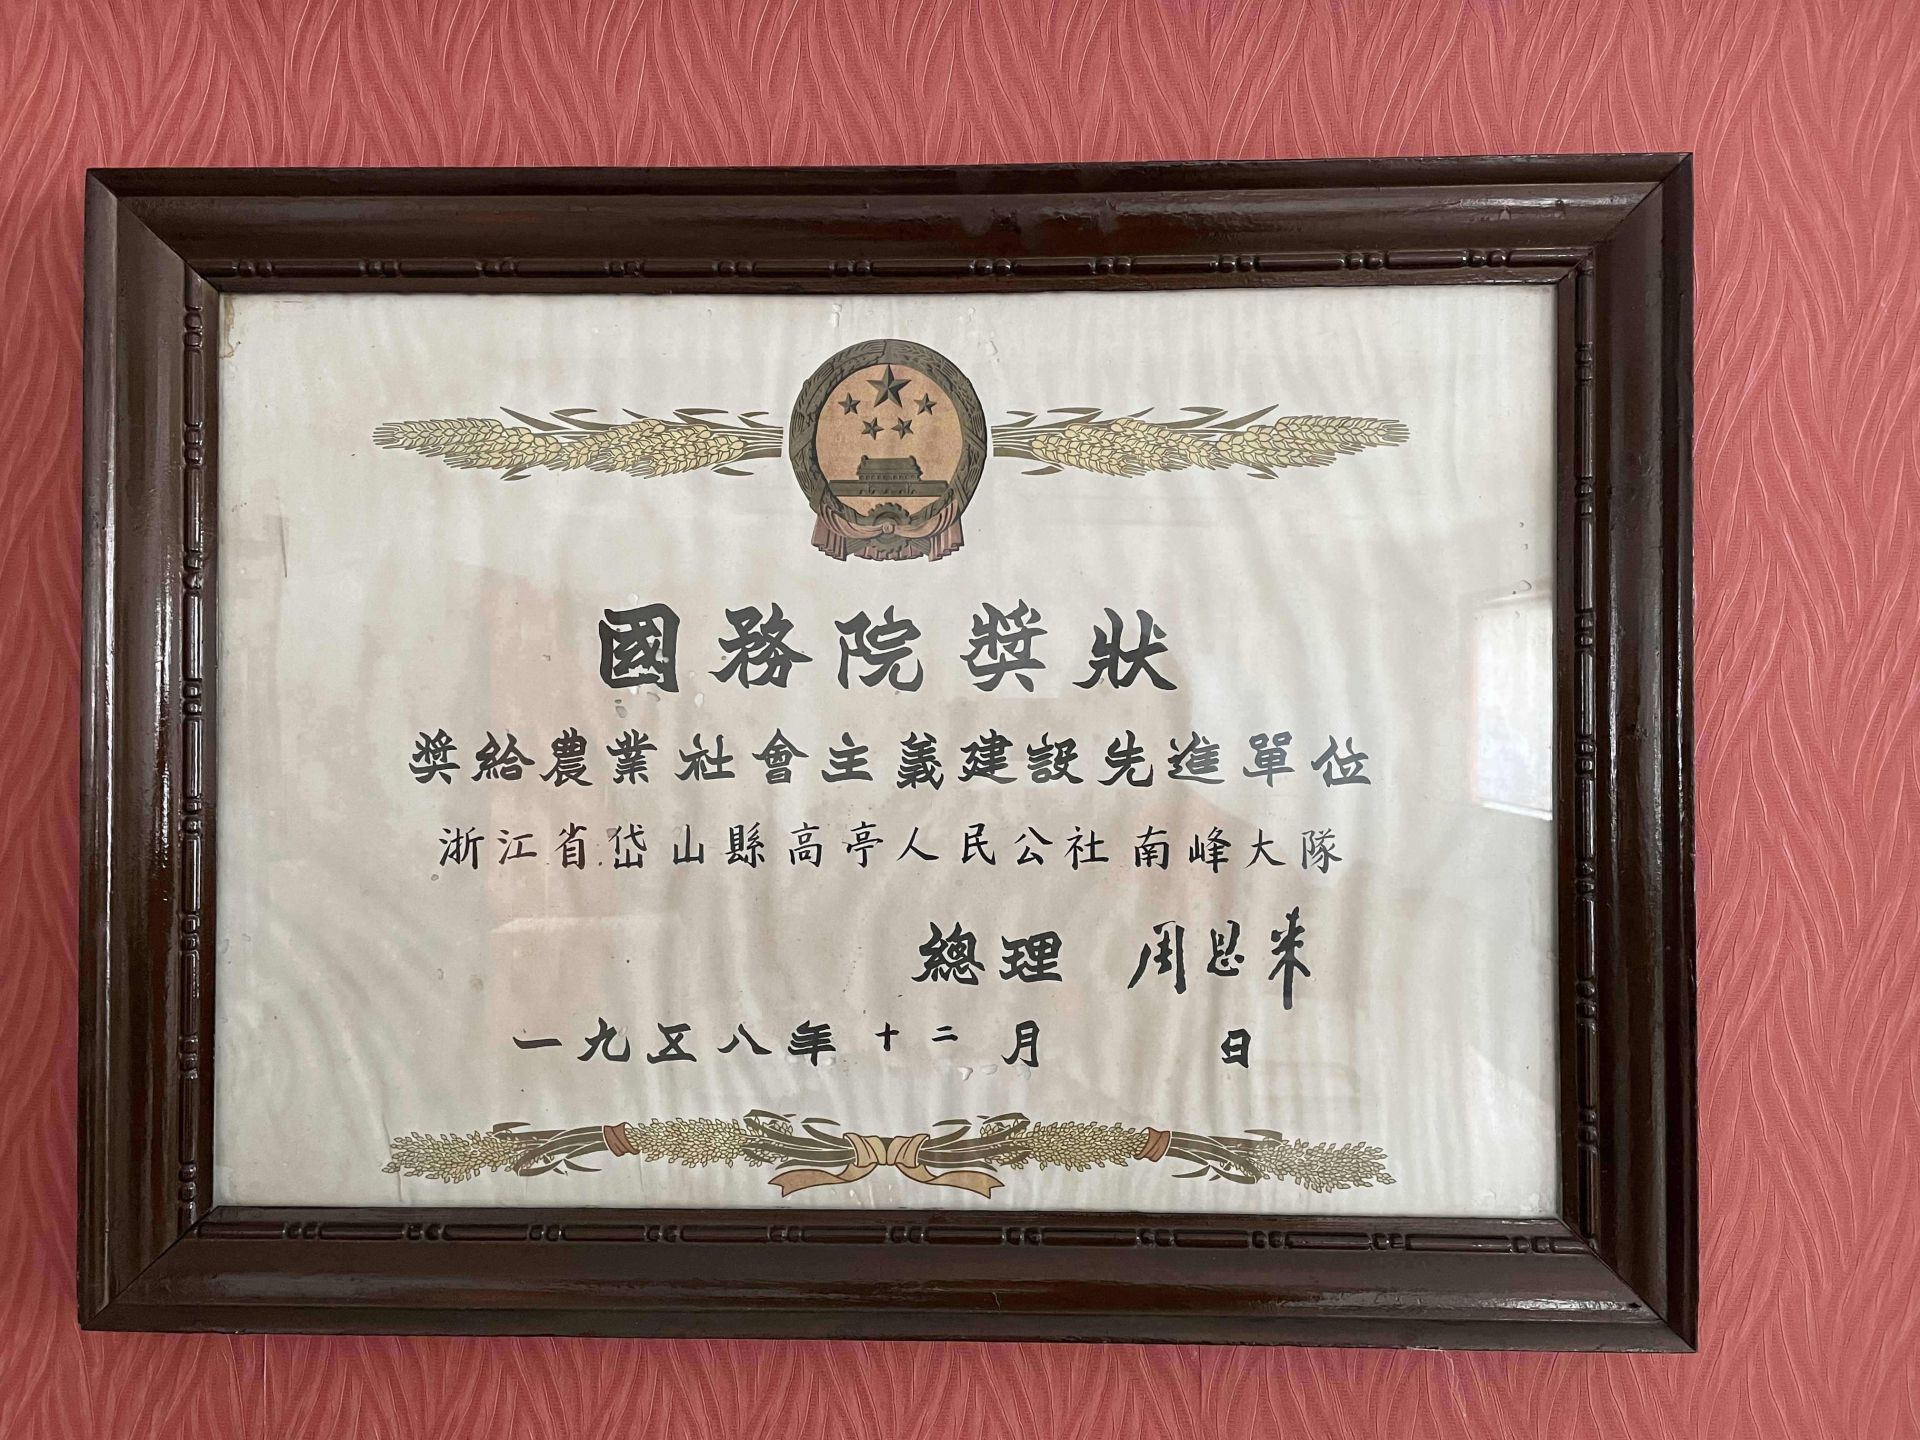 國務院獎狀
獎給農業社會主義建設先進單位
浙江省岱山縣高亭人民公社南峰大隊
總理 周恩来
一九五八年十二月 日